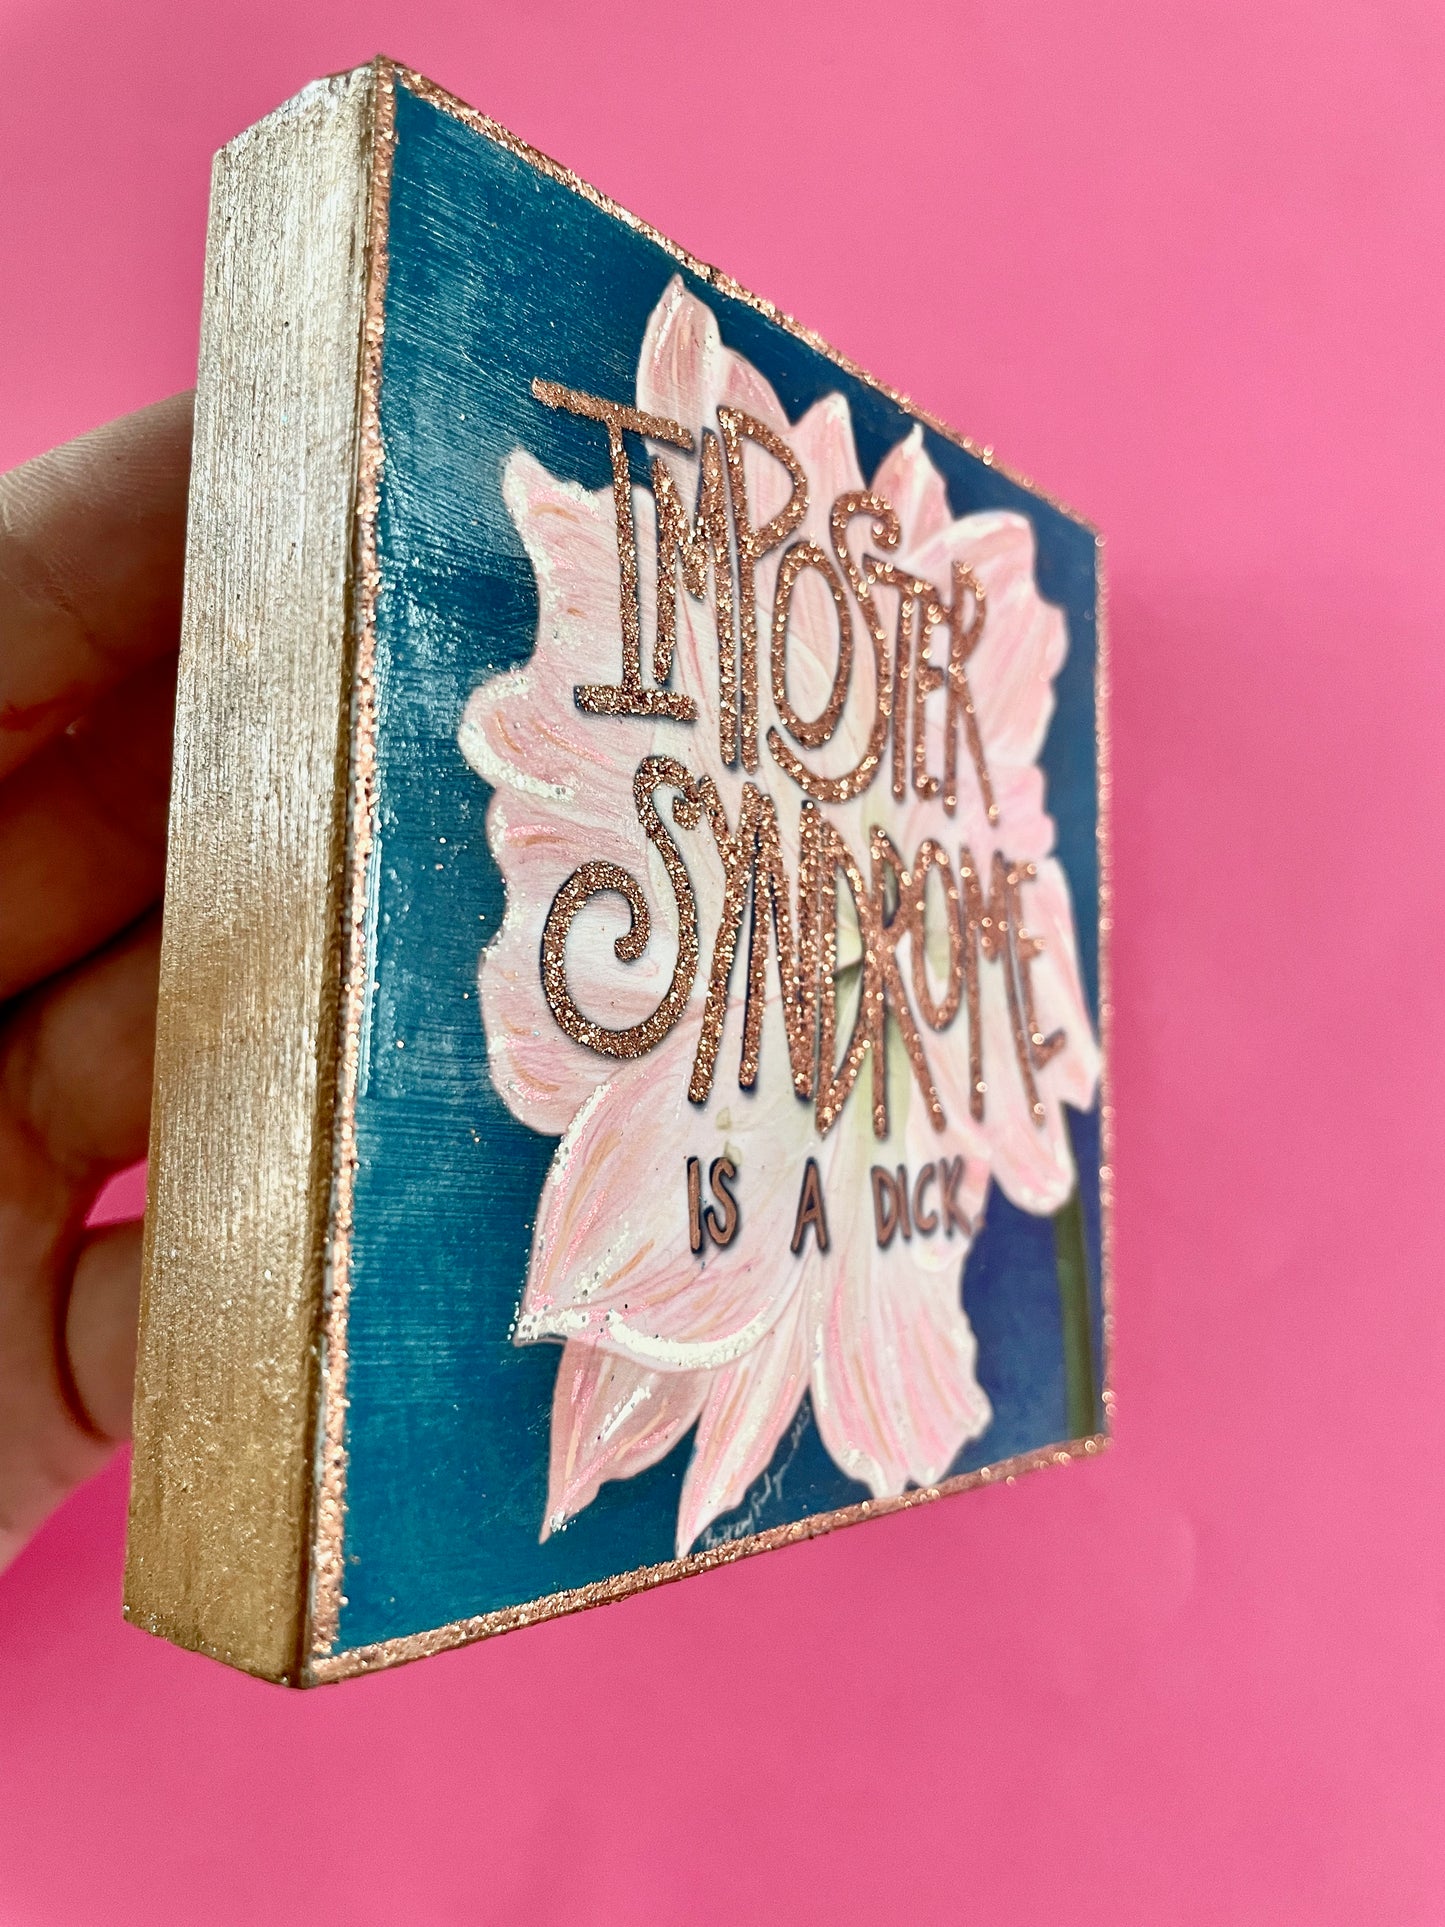 IMPOSTER
SYNDROME
IS A DICK.